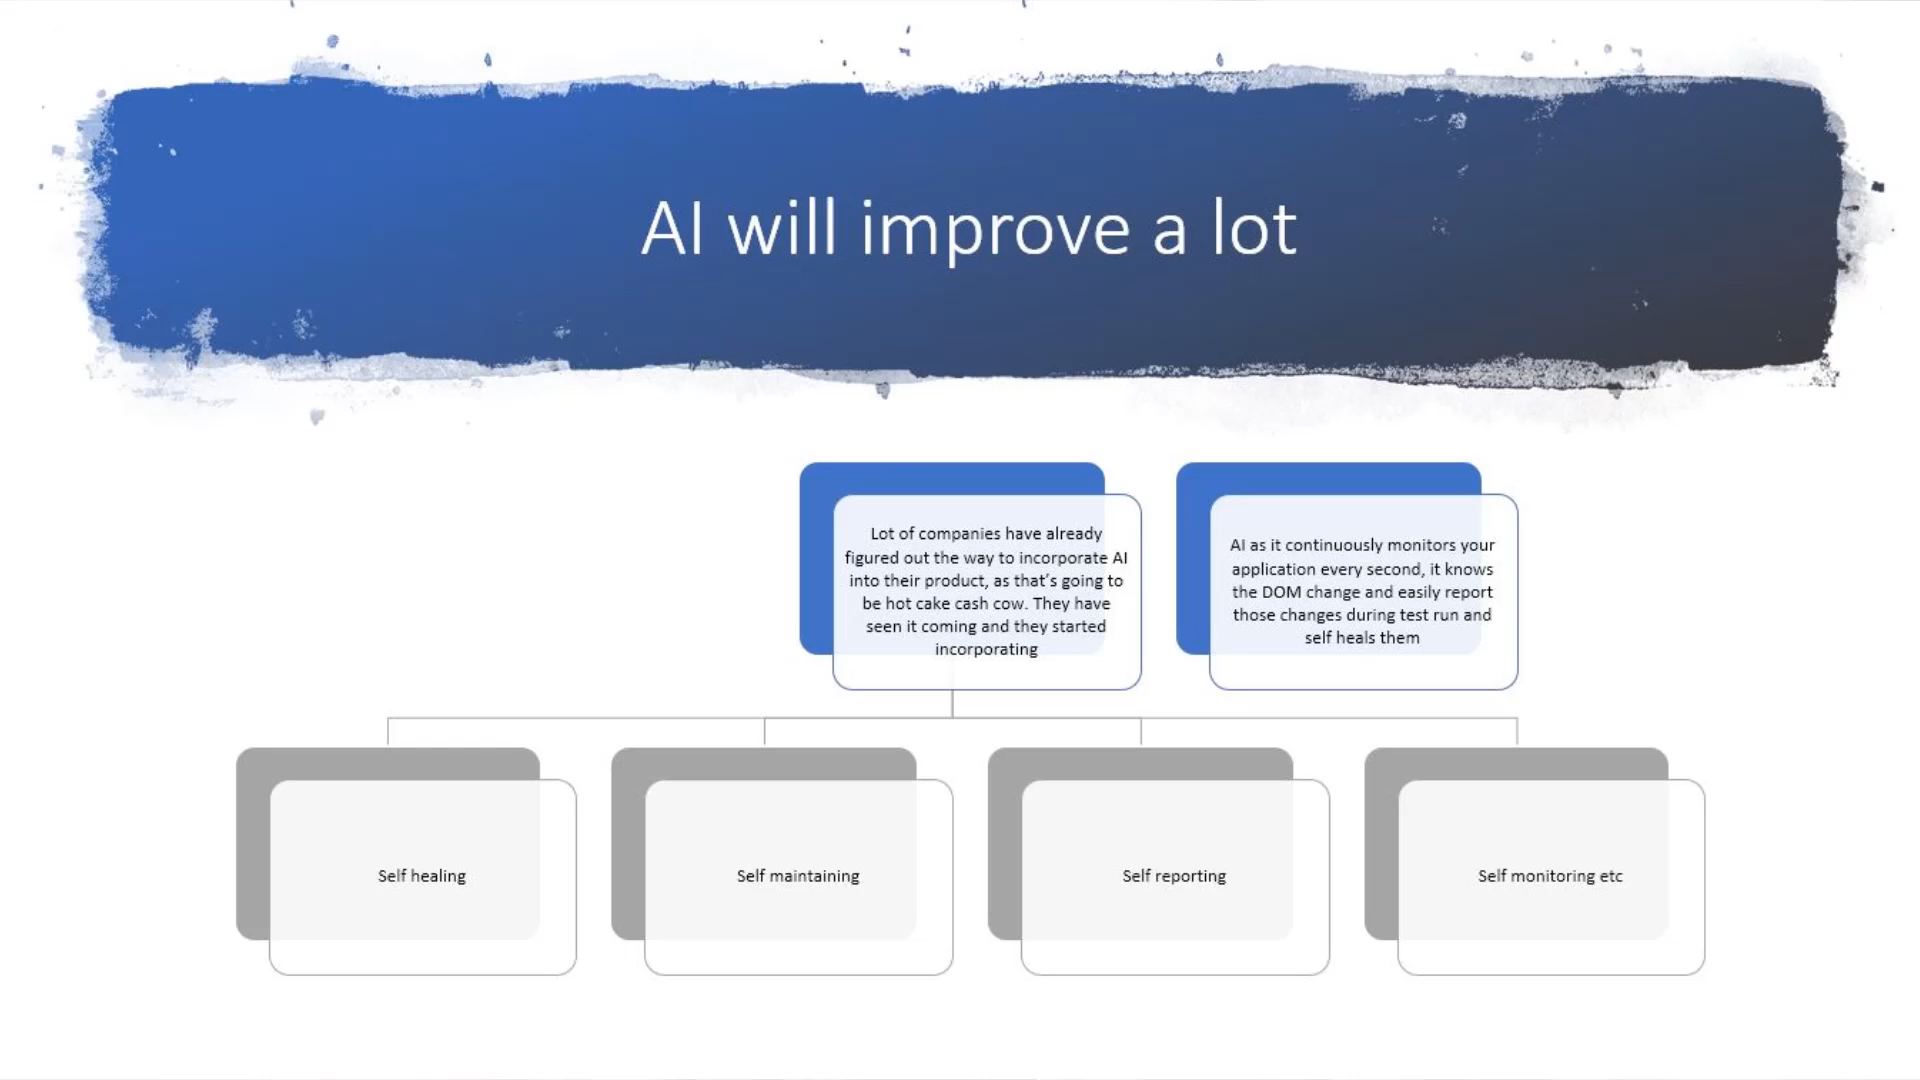 AI will improve a lot
Lot of companies have already
figured out the way to incorporate AI
into their product, as that's going to
be hot cake cash cow. They have
seen it coming and they started
incorporating
AI as it continuously monitors your
application every second, it knows
the DOM change and easily report
those changes during test run and
self heals them
Self healing
Self maintaining
Self reporting
Self monitoring etc